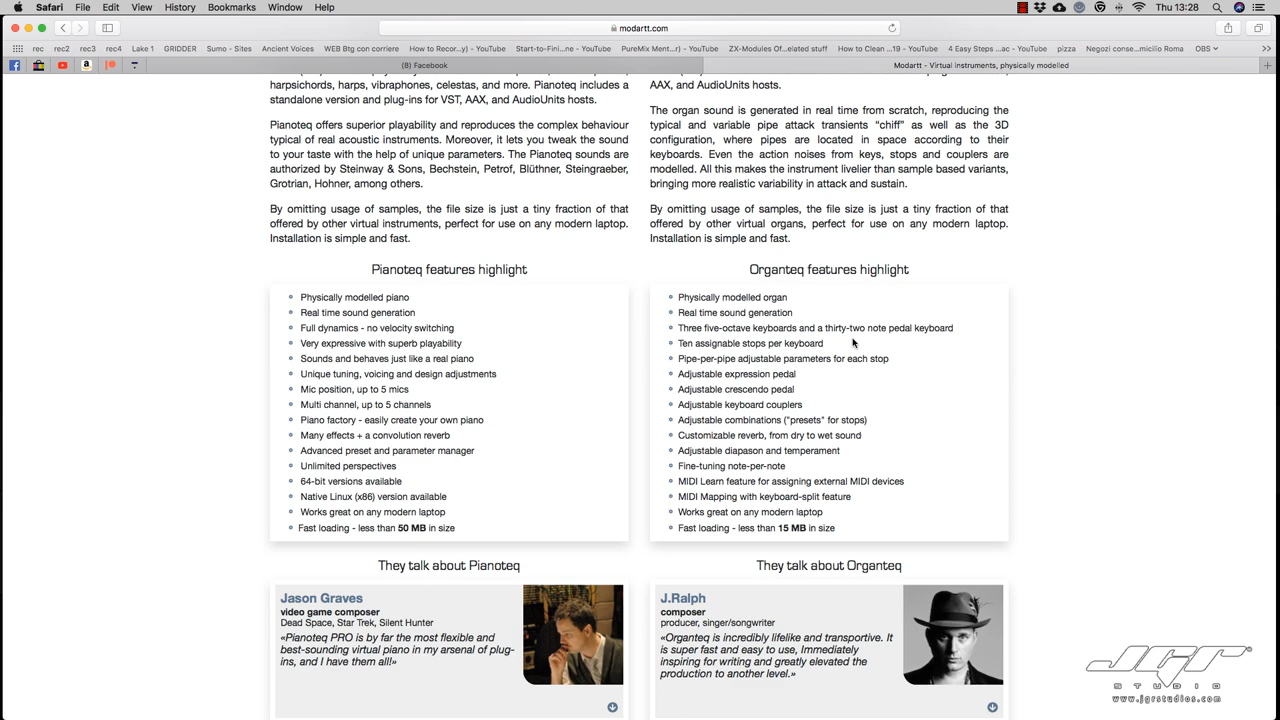 Safari File Edit View History Bookmarks Window Help Thu 13:28
modartt.com
rec rec2 rec3 rec4 Lake 1 GRIDDER Sumo - Sites Ancient Voices WEB Btg con corriere How to Recor...y) - YouTube Start-to-Fini...ne - YouTube PureMix Ment...r) - YouTube ZX-Modules Of...elated stuff How to Clean ...19 - YouTube 4 Easy Steps ...ac - YouTube pizza Negozi conse...micilio Roma OBS
(8) Facebook Modartt - Virtual instruments, physically modelled
harpsichords, harps, vibraphones, celestas, and more. Pianoteq includes a
standalone version and plug-ins for VST, AAX, and AudioUnits hosts.
Pianoteq offers superior playability and reproduces the complex behaviour
typical of real acoustic instruments. Moreover, it lets you tweak the sound
to your taste with the help of unique parameters. The Pianoteq sounds are
authorized by Steinway & Sons, Bechstein, Petrof, Blüthner, Steingraeber,
Grotrian, Hohner, among others.
By omitting usage of samples, the file size is just a tiny fraction of that
offered by other virtual instruments, perfect for use on any modern laptop.
Installation is simple and fast.
Pianoteq features highlight
Physically modelled piano
Real time sound generation
Full dynamics - no velocity switching
Very expressive with superb playability
Sounds and behaves just like a real piano
Unique tuning, voicing and design adjustments
Mic position, up to 5 mics
Multi channel, up to 5 channels
Piano factory - easily create your own piano
Many effects + a convolution reverb
Advanced preset and parameter manager
Unlimited perspectives
64-bit versions available
Native Linux (x86) version available
Works great on any modern laptop
Fast loading - less than 50 MB in size
They talk about Pianoteq
Jason Graves
video game composer
Dead Space, Star Trek, Silent Hunter
«Pianoteq PRO is by far the most flexible and
best-sounding virtual piano in my arsenal of plug-
ins, and I have them all!»
AAX, and AudioUnits hosts.
The organ sound is generated in real time from scratch, reproducing the
typical and variable pipe attack transients “chiff” as well as the 3D
configuration, where pipes are located in space according to their
keyboards. Even the action noises from keys, stops and couplers are
modelled. All this makes the instrument livelier than sample based variants,
bringing more realistic variability in attack and sustain.
By omitting usage of samples, the file size is just a tiny fraction of that
offered by other virtual organs, perfect for use on any modern laptop.
Installation is simple and fast.
Organteq features highlight
Physically modelled organ
Real time sound generation
Three five-octave keyboards and a thirty-two note pedal keyboard
Ten assignable stops per keyboard
Pipe-per-pipe adjustable parameters for each stop
Adjustable expression pedal
Adjustable crescendo pedal
Adjustable keyboard couplers
Adjustable combinations ("presets" for stops)
Customizable reverb, from dry to wet sound
Adjustable diapason and temperament
Fine-tuning note-per-note
MIDI Learn feature for assigning external MIDI devices
MIDI Mapping with keyboard-split feature
Works great on any modern laptop
Fast loading - less than 15 MB in size
They talk about Organteq
J.Ralph
composer
producer, singer/songwriter
«Organteq is incredibly lifelike and transportive. It
is super fast and easy to use, Immediately
inspiring for writing and greatly elevated the
production to another level.»
JGR
STUDIO
www.jgrstudios.com